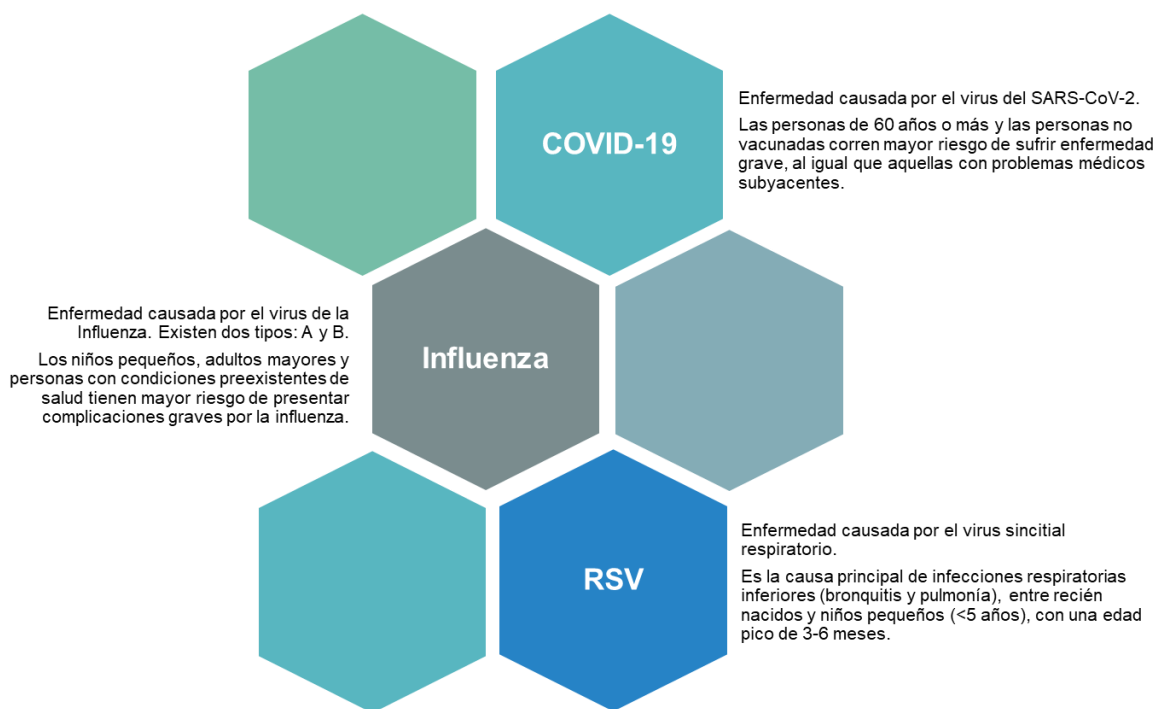 COVID-19
Enfermedad causada por el virus del SARS-CoV-2.
Las personas de 60 años o más y las personas no
vacunadas corren mayor riesgo de sufrir enfermedad
grave, al igual que aquellas con problemas médicos
subyacentes.
Enfermedad causada por el virus de la
Influenza. Existen dos tipos: A y B.
Los niños pequeños, adultos mayores y
personas con condiciones preexistentes de
salud tienen mayor riesgo de presentar
complicaciones graves por la influenza.
Influenza
RSV
Enfermedad causada por el virus sincitial
respiratorio.
Es la causa principal de infecciones respiratorias
inferiores (bronquitis y pulmonía), entre recién
nacidos y niños pequeños (<5 años), con una edad
pico de 3-6 meses.